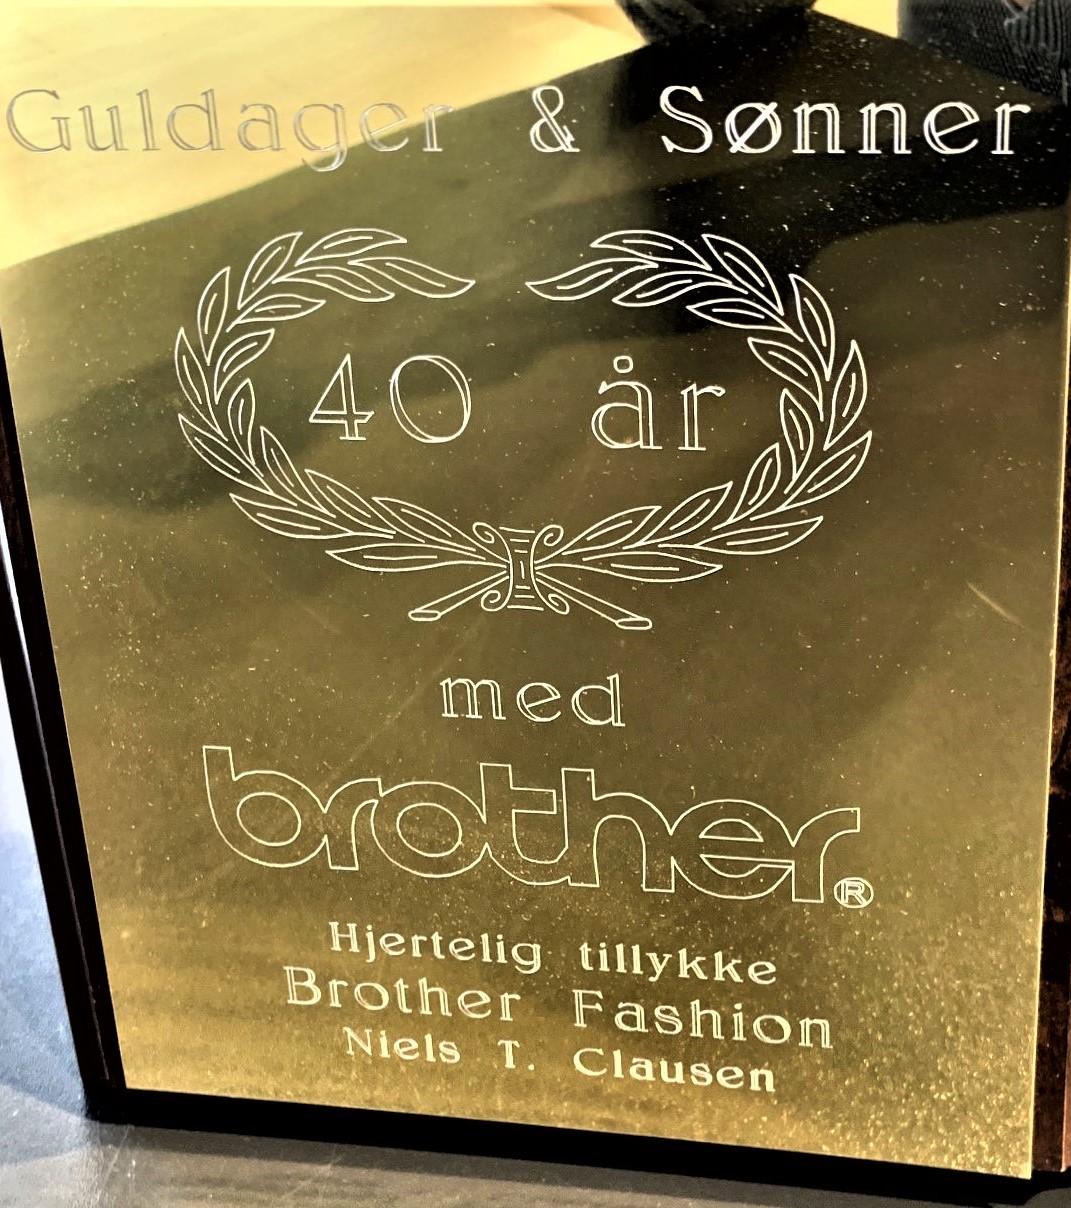 Guldager & Sønner
40 år
med
brother®
Hjertelig tillykke
Brother Fashion
Niels T. Clausen